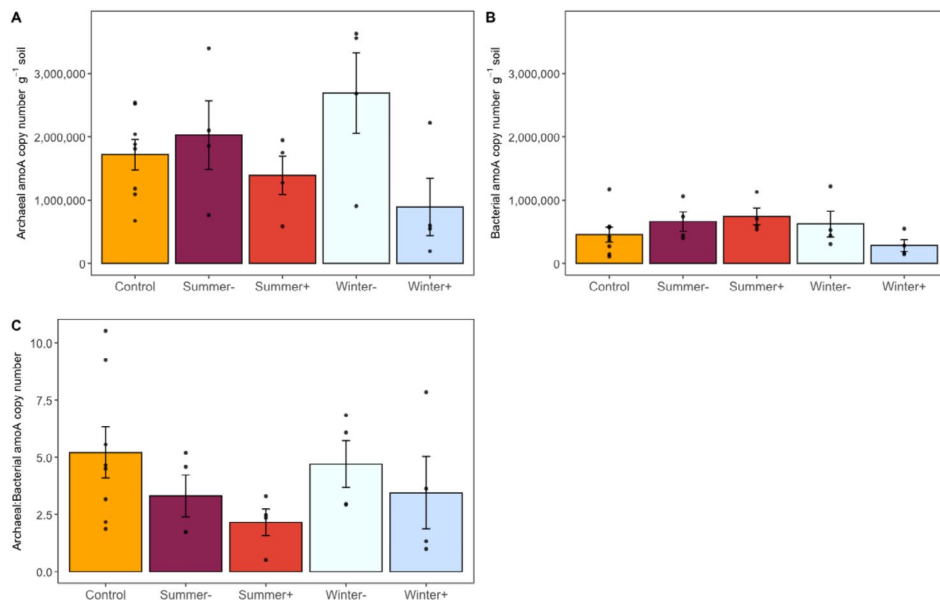 A
Archaeal amoA copy number g⁻¹ soil
3,000,000
2,000,000
1,000,000
0
Control Summer- Summer+ Winter- Winter+
B
Bacterial amoA copy number g⁻¹ soil
3,000,000
2,000,000
1,000,000
0
Control Summer- Summer+ Winter- Winter+
C
Archaeal:Bacterial amoA copy number
10.0
7.5
5.0
2.5
0.0
Control Summer- Summer+ Winter- Winter+